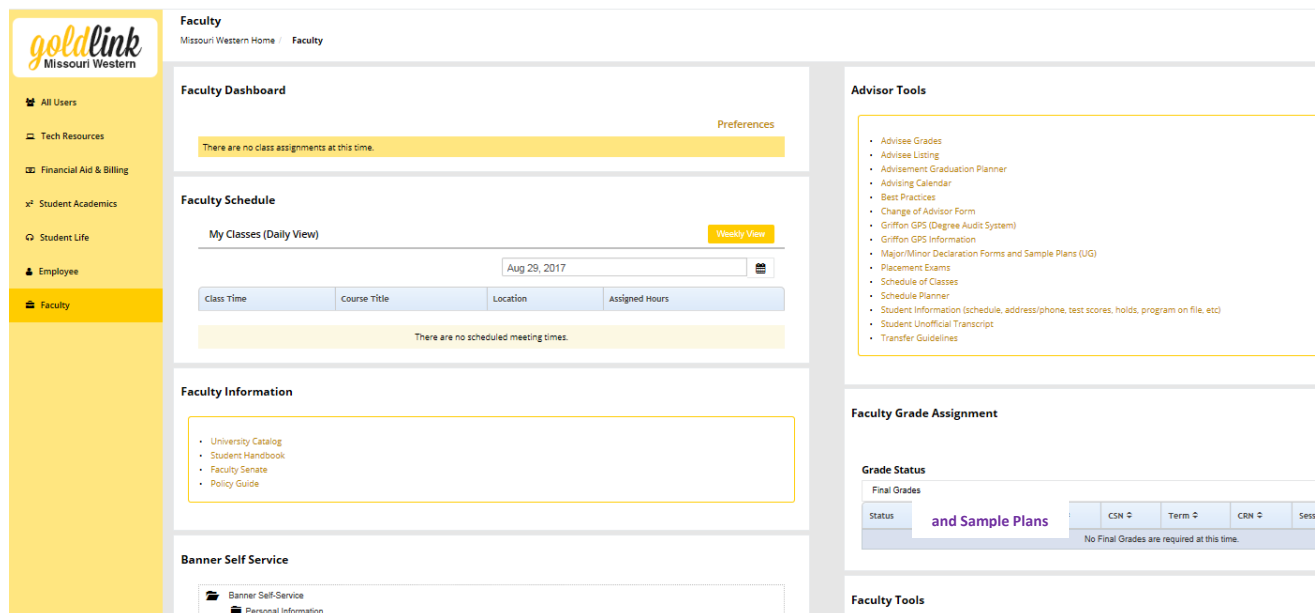 goldlink
Missouri Western
All Users
Tech Resources
Financial Aid & Billing
x² Student Academics
Student Life
Employee
Faculty
Faculty
Missouri Western Home / Faculty
Faculty Dashboard
Preferences
There are no class assignments at this time.
Faculty Schedule
My Classes (Daily View)
Weekly View
Aug 29, 2017
Class Time Course Title Location Assigned Hours
There are no scheduled meeting times.
Faculty Information
• University Catalog
• Student Handbook
• Faculty Senate
• Policy Guide
Banner Self Service
Banner Self-Service
Personal Information
Advisor Tools
• Advisee Grades
• Advisee Listing
• Advisement Graduation Planner
• Advising Calendar
• Best Practices
• Change of Advisor Form
• Griffon GPS (Degree Audit System)
• Griffon GPS Information
• Major/Minor Declaration Forms and Sample Plans (UG)
• Placement Exams
• Schedule of Classes
• Schedule Planner
• Student Information (schedule, address/phone, test scores, holds, program on file, etc)
• Student Unofficial Transcript
• Transfer Guidelines
Faculty Grade Assignment
Grade Status
Final Grades
Status and Sample Plans CSN Term CRN Sess
No Final Grades are required at this time.
Faculty Tools